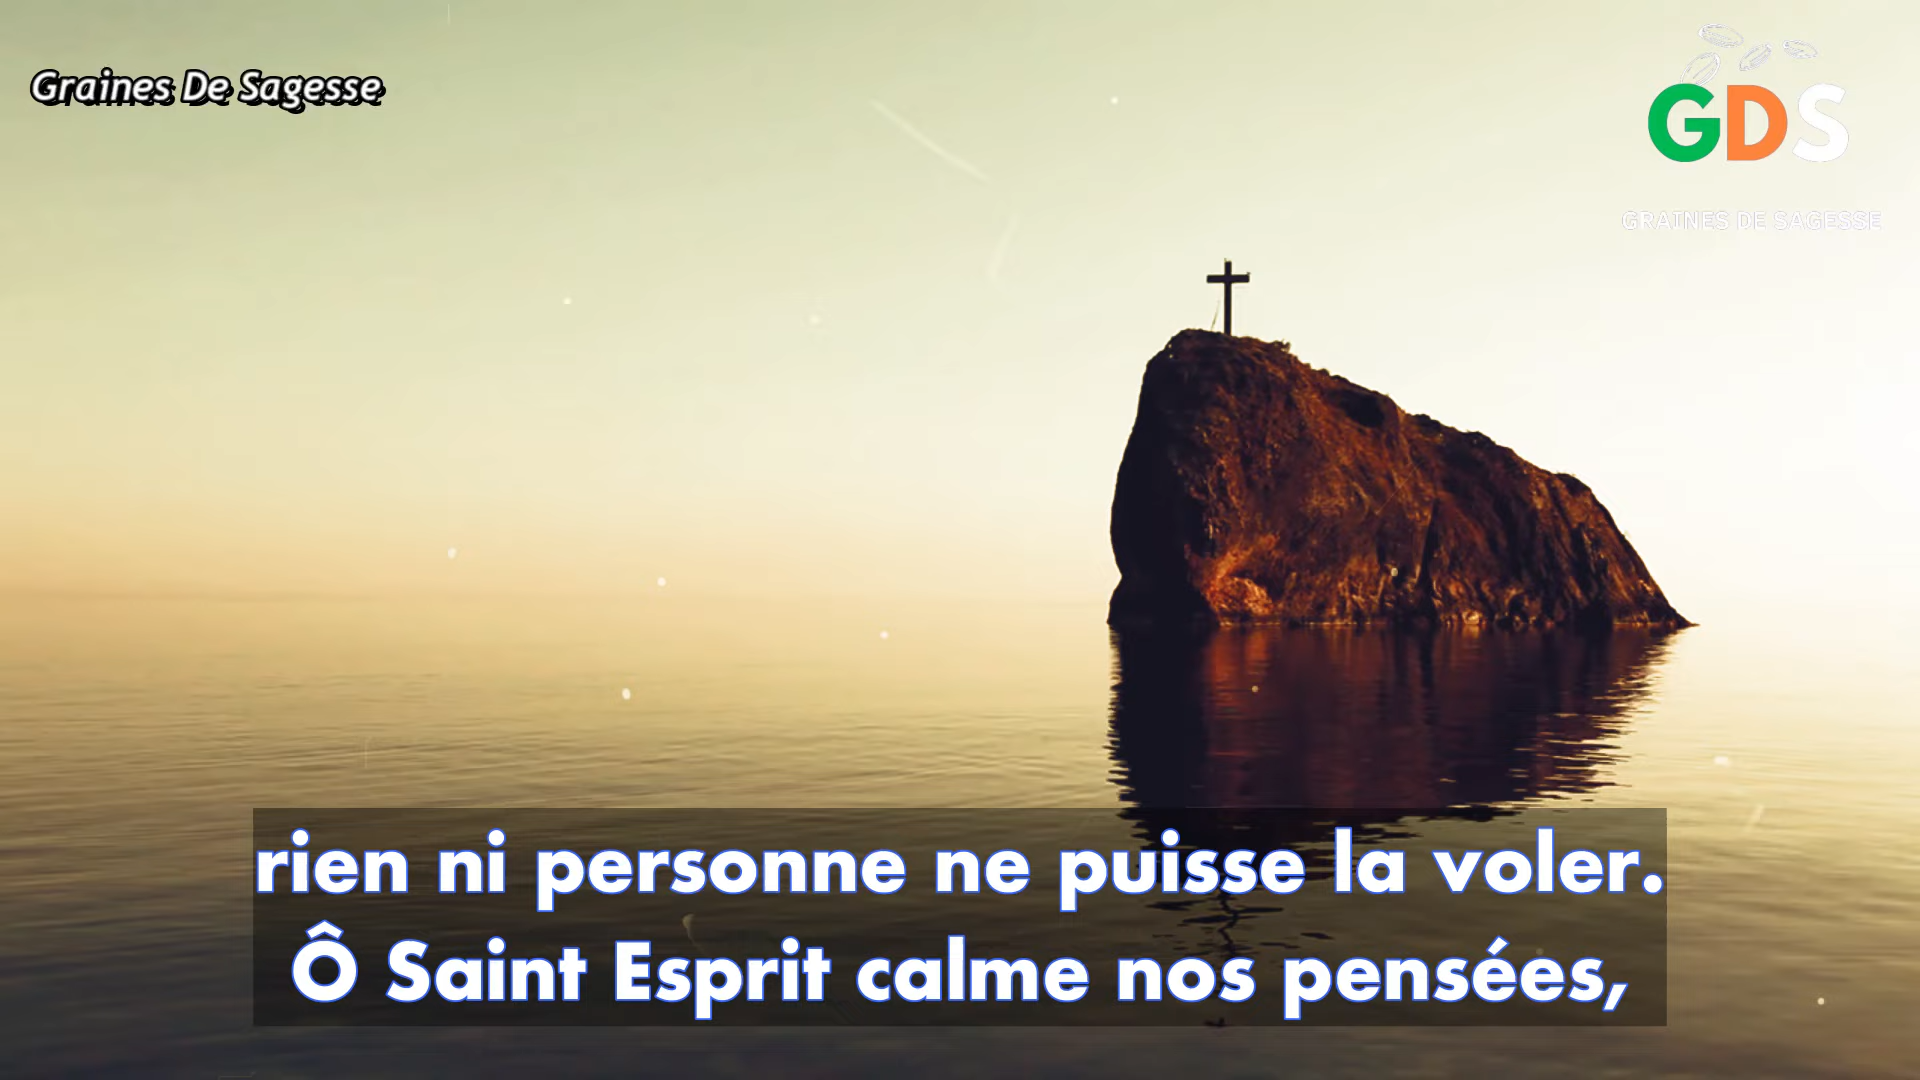 Graines De Sagesse
GDS
GRAINES DE SAGESSE
rien ni personne ne puisse la voler.
Ô Saint Esprit calme nos pensées,